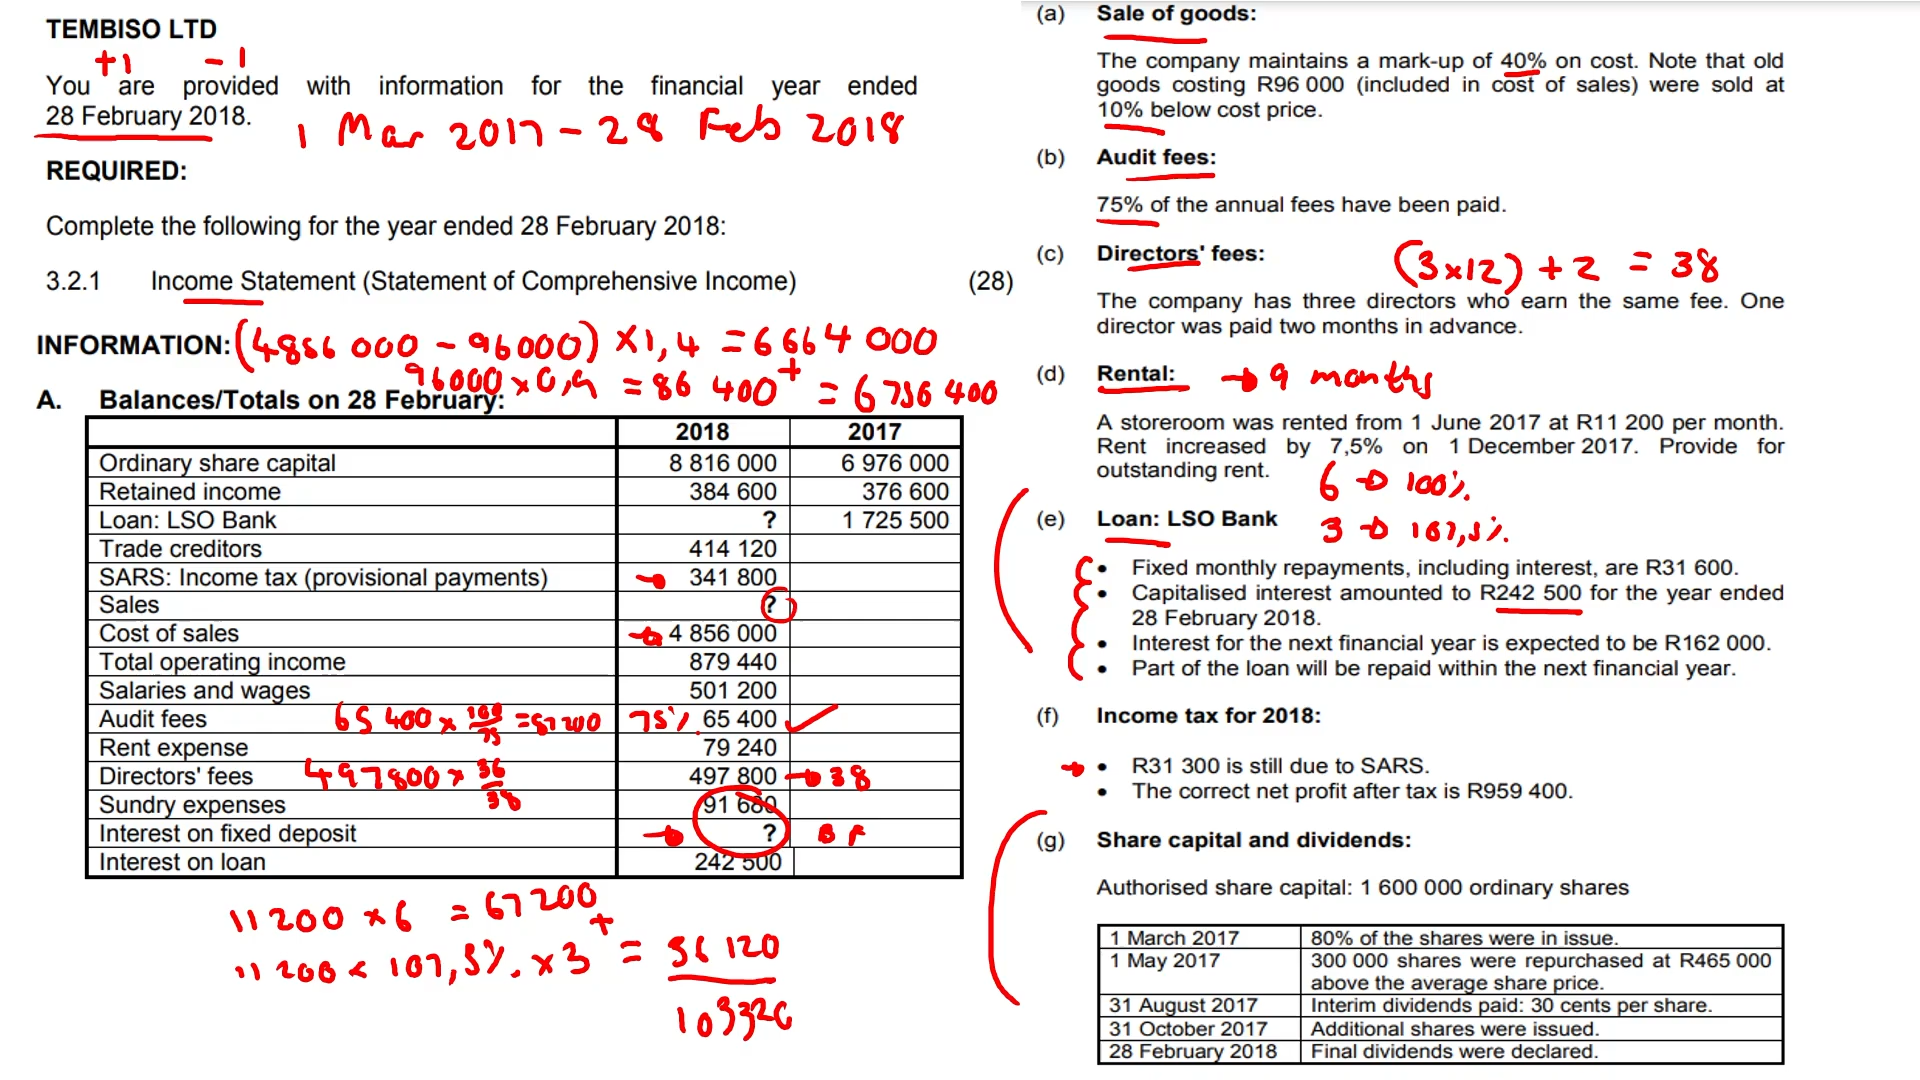 TEMBISO LTD
+1 - 1
You are provided with information for the financial year ended
28 February 2018.
1 Mar 2017 - 28 Feb 2018
REQUIRED:
Complete the following for the year ended 28 February 2018:
3.2.1 Income Statement (Statement of Comprehensive Income) (28)
INFORMATION: (4856 000 - 96000) ×1,4 = 6664 000
96000 × 0,9 = 86 400 + = 6 750 400
A. Balances/Totals on 28 February:
2018 2017
Ordinary share capital 8 816 000 6 976 000
Retained income 384 600 376 600
Loan: LSO Bank ? 1 725 500
Trade creditors 414 120
SARS: Income tax (provisional payments) → 341 800
Sales ?
Cost of sales → 4 856 000
Total operating income 879 440
Salaries and wages 501 200
Audit fees 65 400 × 100/75 = 87 200 75% 65 400 ✓
Rent expense 79 240
Directors' fees 497800 × 36/38 497 800 → 38
Sundry expenses 91 680
Interest on fixed deposit → ? B F
Interest on loan 242 500
11 200 × 6 = 67 200
+
11 200 × 107,5% × 3 = 36 120
103320
(a) Sale of goods:
The company maintains a mark-up of 40% on cost. Note that old
goods costing R96 000 (included in cost of sales) were sold at
10% below cost price.
(b) Audit fees:
75% of the annual fees have been paid.
(c) Directors' fees: (3×12) + 2 = 38
The company has three directors who earn the same fee. One
director was paid two months in advance.
(d) Rental: → 9 months
A storeroom was rented from 1 June 2017 at R11 200 per month.
Rent increased by 7,5% on 1 December 2017. Provide for
outstanding rent.
6 → 100%
(e) Loan: LSO Bank 3 → 107,5%
• Fixed monthly repayments, including interest, are R31 600.
• Capitalised interest amounted to R242 500 for the year ended
28 February 2018.
• Interest for the next financial year is expected to be R162 000.
• Part of the loan will be repaid within the next financial year.
(f) Income tax for 2018:
→ • R31 300 is still due to SARS.
• The correct net profit after tax is R959 400.
(g) Share capital and dividends:
Authorised share capital: 1 600 000 ordinary shares
1 March 2017 80% of the shares were in issue.
1 May 2017 300 000 shares were repurchased at R465 000
above the average share price.
31 August 2017 Interim dividends paid: 30 cents per share.
31 October 2017 Additional shares were issued.
28 February 2018 Final dividends were declared.